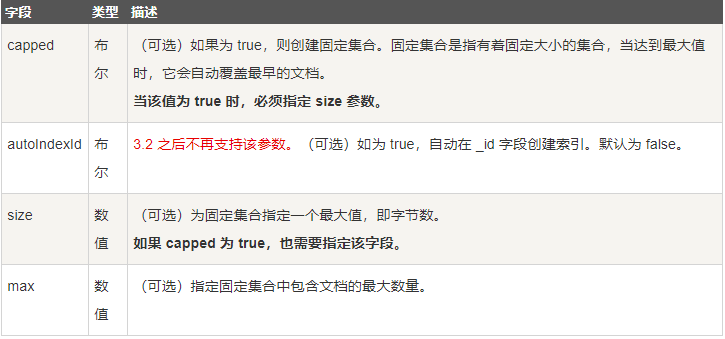 字段 类型 描述
capped 布 （可选）如果为 true，则创建固定集合。固定集合是指有着固定大小的集合，当达到最大值
尔 时，它会自动覆盖最早的文档。
当该值为 true 时，必须指定 size 参数。
autoIndexId 布 3.2 之后不再支持该参数。（可选）如为 true，自动在 _id 字段创建索引。默认为 false。
尔
size 数 （可选）为固定集合指定一个最大值，即字节数。
值 如果 capped 为 true，也需要指定该字段。
max 数 （可选）指定固定集合中包含文档的最大数量。
值